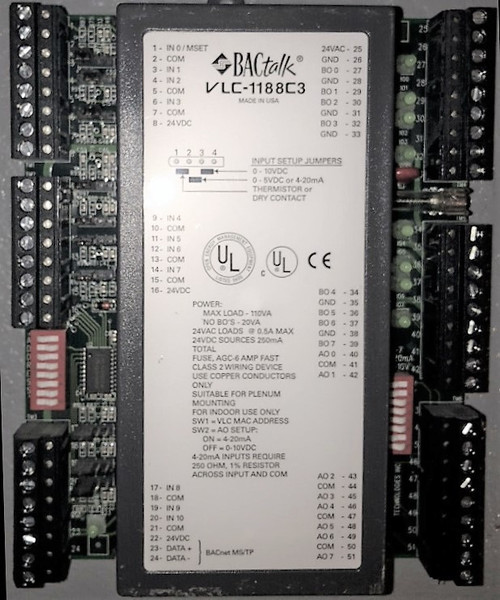 1 - IN 0 / MSET
2 - COM
3 - IN 1
4 - IN 2
5 - COM
6 - IN 3
7 - COM
8 - 24VDC
BACtalk®
VLC-1188C3
MADE IN USA
24VAC - 25
GND - 26
BO 0 - 27
GND - 28
BO 1 - 29
BO 2 - 30
GND - 31
BO 3 - 32
GND - 33
1 2 3 4
INPUT SETUP JUMPERS
0 - 10VDC
0 - 5VDC or 4-20mA
THERMISTOR or
DRY CONTACT
9 - IN 4
10 - COM
11 - IN 5
12 - IN 6
13 - COM
14 - IN 7
15 - COM
16 - 24VDC
UL
c UL
CE
BO 4 - 34
GND - 35
BO 5 - 36
BO 6 - 37
GND - 38
BO 7 - 39
AO 0 - 40
COM - 41
AO 1 - 42
POWER:
MAX LOAD - 110VA
NO BO'S - 20VA
24VAC LOADS @ 0.5A MAX
24VDC SOURCES 250mA
TOTAL
FUSE, AGC-6 AMP FAST
CLASS 2 WIRING DEVICE
USE COPPER CONDUCTORS
ONLY
SUITABLE FOR PLENUM
MOUNTING
FOR INDOOR USE ONLY
SW1 = VLC MAC ADDRESS
SW2 = AO SETUP:
ON = 4-20mA
OFF = 0-10VDC
4-20mA INPUTS REQUIRE
250 OHM, 1% RESISTOR
ACROSS INPUT AND COM
17 - IN 8
18 - COM
19 - IN 9
20 - IN 10
21 - COM
22 - 24VDC
23 - DATA +
24 - DATA -
BACnet MS/TP
AO 2 - 43
COM - 44
AO 3 - 45
AO 4 - 46
COM - 47
AO 5 - 48
AO 6 - 49
COM - 50
AO 7 - 51
TECHNOLOGIES INC